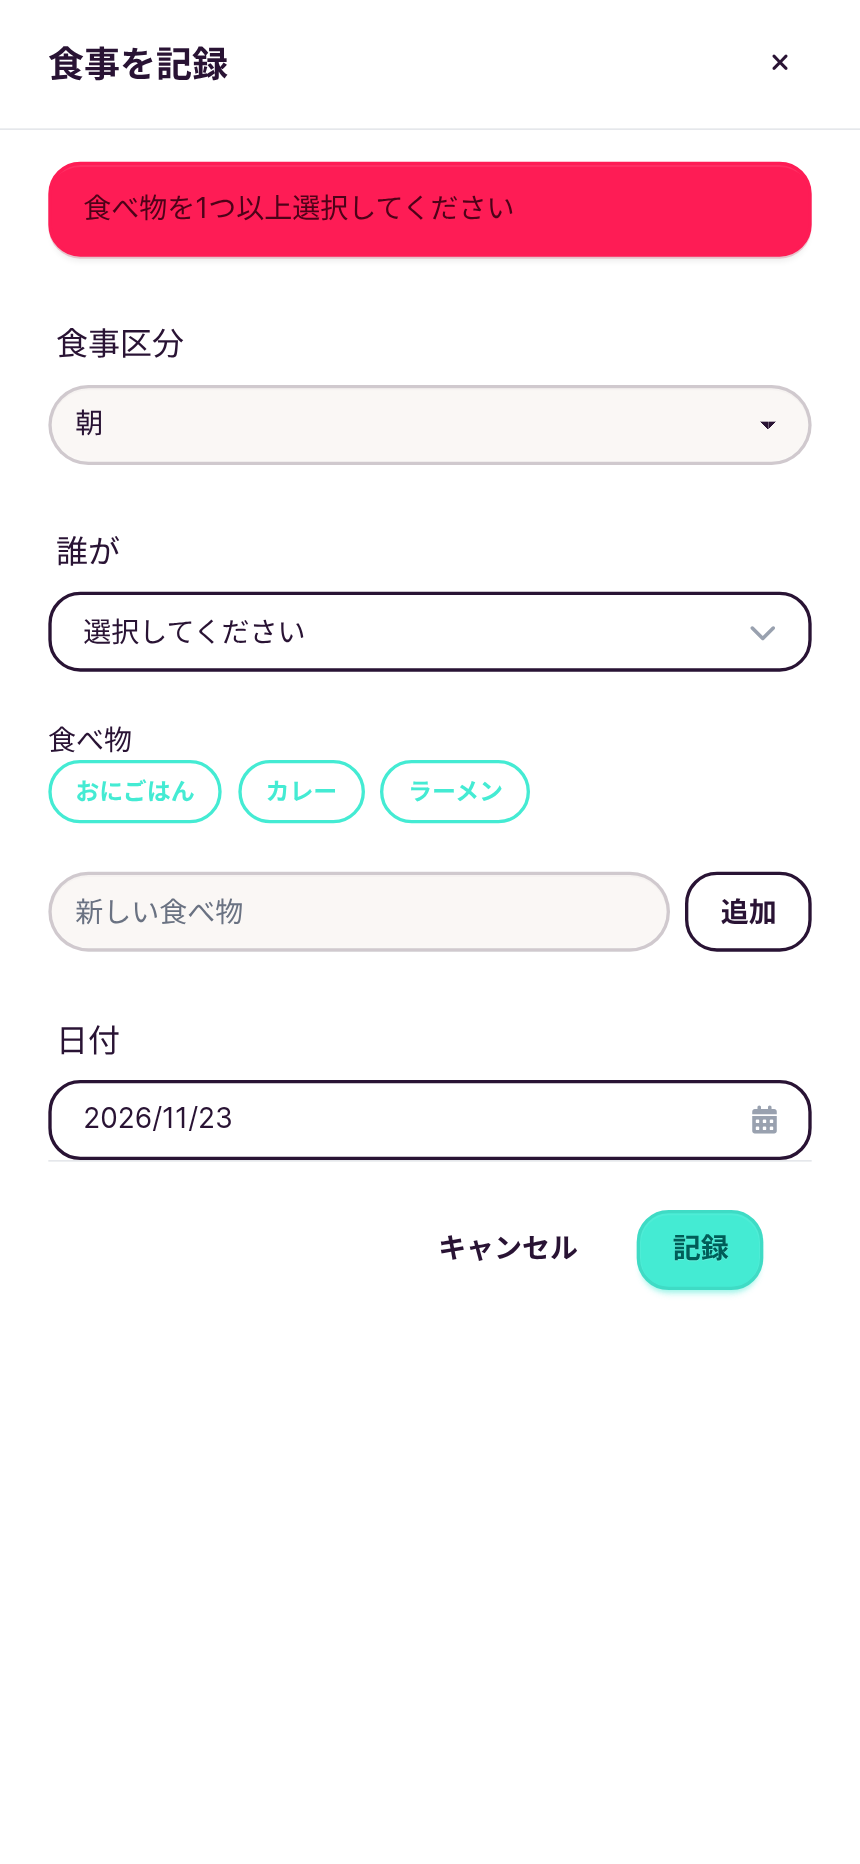 食事を記録
食べ物を1つ以上選択してください
食事区分
朝
誰が
選択してください
食べ物
おにごはん カレー ラーメン
新しい食べ物 追加
日付
2026/11/23
キャンセル 記録